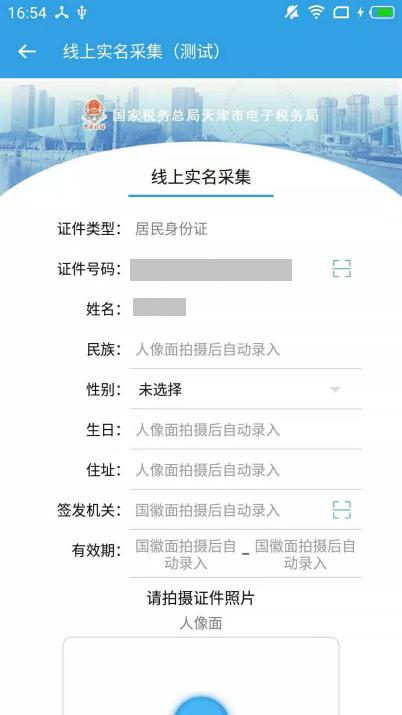 16:54
线上实名采集（测试）
国家税务总局天津市电子税务局
线上实名采集
证件类型： 居民身份证
证件号码：
姓名：
民族： 人像面拍摄后自动录入
性别： 未选择
生日： 人像面拍摄后自动录入
住址： 人像面拍摄后自动录入
签发机关： 国徽面拍摄后自动录入
有效期： 国徽面拍摄后自 – 国徽面拍摄后自
动录入 动录入
请拍摄证件照片
人像面